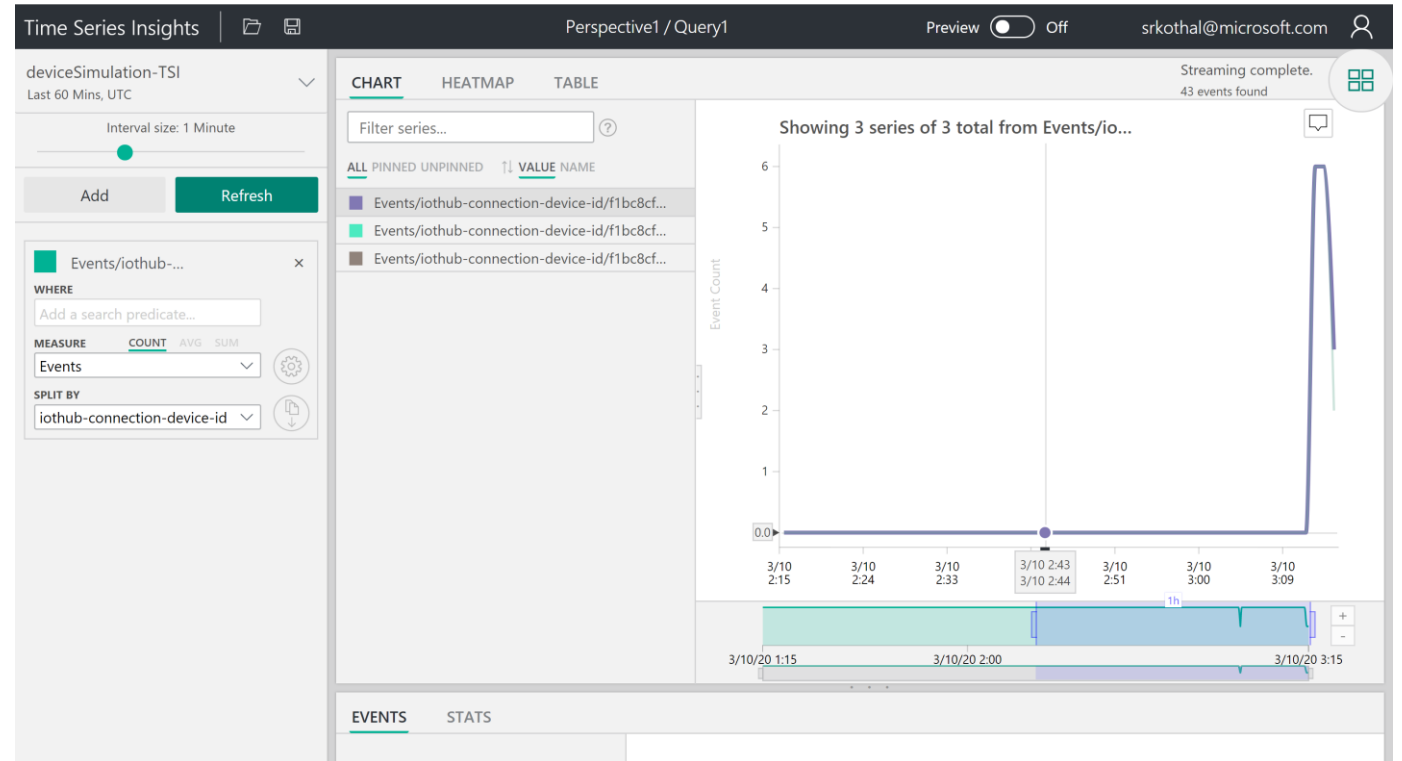 Time Series Insights
Perspective1 / Query1
Preview Off
srkothal@microsoft.com
deviceSimulation-TSI
Last 60 Mins, UTC
Interval size: 1 Minute
Add Refresh
Events/iothub-... ×
WHERE
Add a search predicate...
MEASURE COUNT AVG SUM
Events
SPLIT BY
iothub-connection-device-id
CHART HEATMAP TABLE
Streaming complete.
43 events found
Filter series... ?
ALL PINNED UNPINNED VALUE NAME
Events/iothub-connection-device-id/f1bc8cf...
Events/iothub-connection-device-id/f1bc8cf...
Events/iothub-connection-device-id/f1bc8cf...
Showing 3 series of 3 total from Events/io...
Event Count
6
5
4
3
2
1
0.0
3/10 3/10 3/10 3/10 2:43 3/10 3/10 3/10
2:15 2:24 2:33 3/10 2:44 2:51 3:00 3:09
1h
+
-
3/10/20 1:15 3/10/20 2:00 3/10/20 3:15
EVENTS STATS